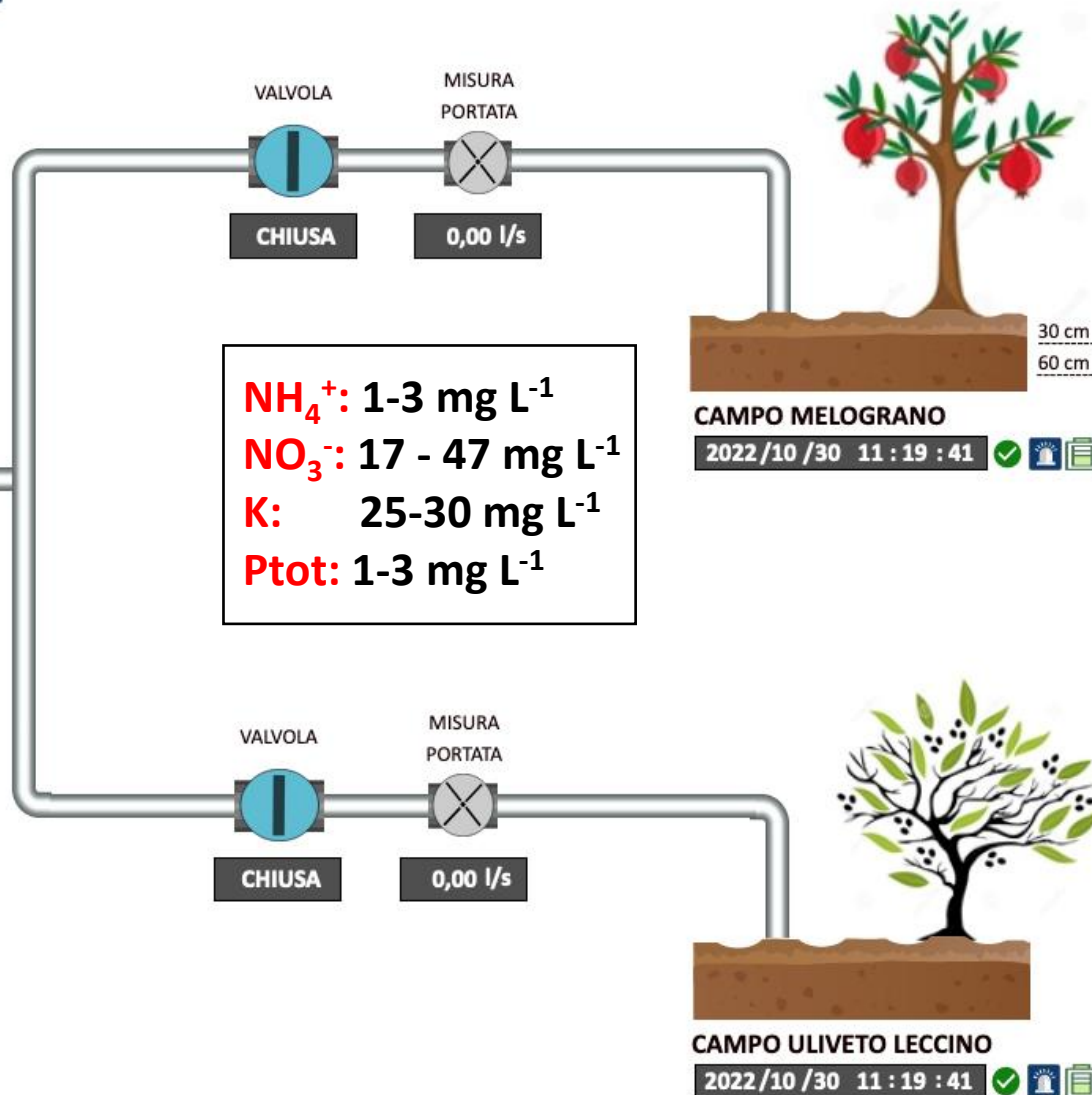 VALVOLA
MISURA
PORTATA
CHIUSA
0,00 l/s
30 cm
60 cm
CAMPO MELOGRANO
2022/10/30 11:19:41
NH₄⁺: 1-3 mg L⁻¹
NO₃⁻: 17 - 47 mg L⁻¹
K: 25-30 mg L⁻¹
Ptot: 1-3 mg L⁻¹
VALVOLA
MISURA
PORTATA
CHIUSA
0,00 l/s
CAMPO ULIVETO LECCINO
2022/10/30 11:19:41